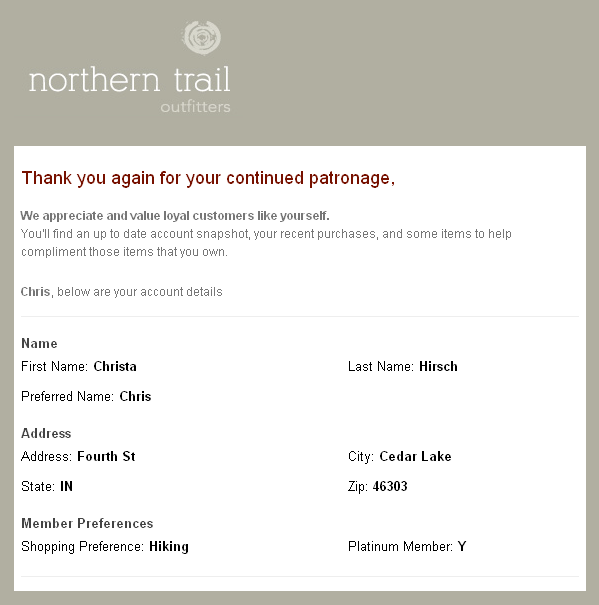 northern trail
outfitters
Thank you again for your continued patronage,
We appreciate and value loyal customers like yourself.
You'll find an up to date account snapshot, your recent purchases, and some items to help
compliment those items that you own.
Chris, below are your account details
Name
First Name: Christa Last Name: Hirsch
Preferred Name: Chris
Address
Address: Fourth St City: Cedar Lake
State: IN Zip: 46303
Member Preferences
Shopping Preference: Hiking Platinum Member: Y